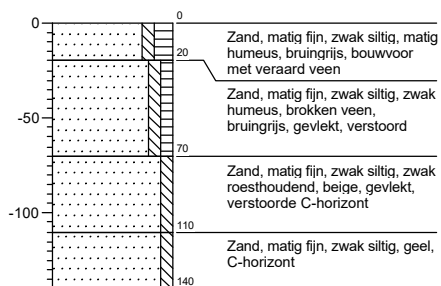 0
0
Zand, matig fijn, zwak siltig, matig
humeus, bruingrijs, bouwvoor
met veraard veen
20
Zand, matig fijn, zwak siltig, zwak
humeus, brokken veen,
bruingrijs, gevlekt, verstoord
-50
70
Zand, matig fijn, zwak siltig, zwak
roesthoudend, beige, gevlekt,
verstoorde C-horizont
-100
110
Zand, matig fijn, zwak siltig, geel,
C-horizont
140